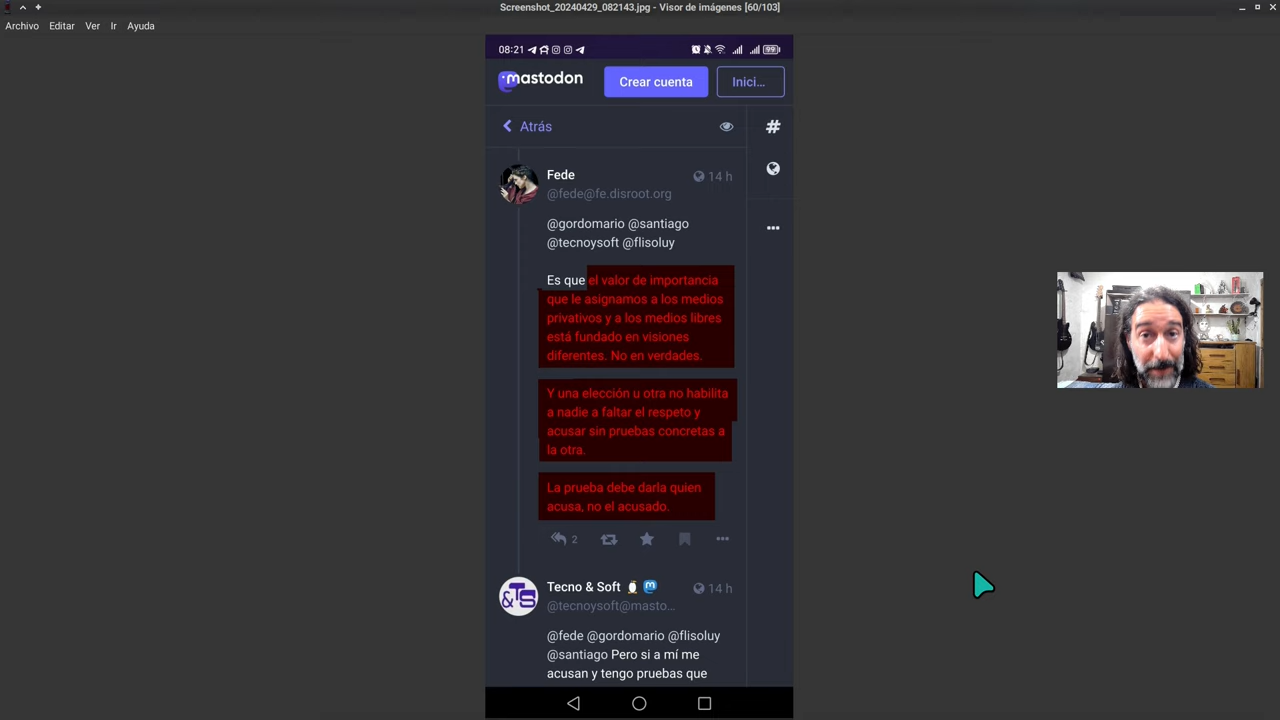 Screenshot_20240429_082143.jpg - Visor de imágenes [60/103]
Archivo Editar Ver Ir Ayuda
08:21 99
mastodon Crear cuenta Inici...
Atrás
#
Fede 14 h
@fede@fe.disroot.org
@gordomario @santiago
@tecnoysoft @flisoluy
Es que el valor de importancia
que le asignamos a los medios
privativos y a los medios libres
está fundado en visiones
diferentes. No en verdades.
Y una elección u otra no habilita
a nadie a faltar el respeto y
acusar sin pruebas concretas a
la otra.
La prueba debe darla quien
acusa, no el acusado.
2
Tecno & Soft 14 h
&TS
@tecnoysoft@masto...
@fede @gordomario @flisoluy
@santiago Pero si a mí me
acusan y tengo pruebas que